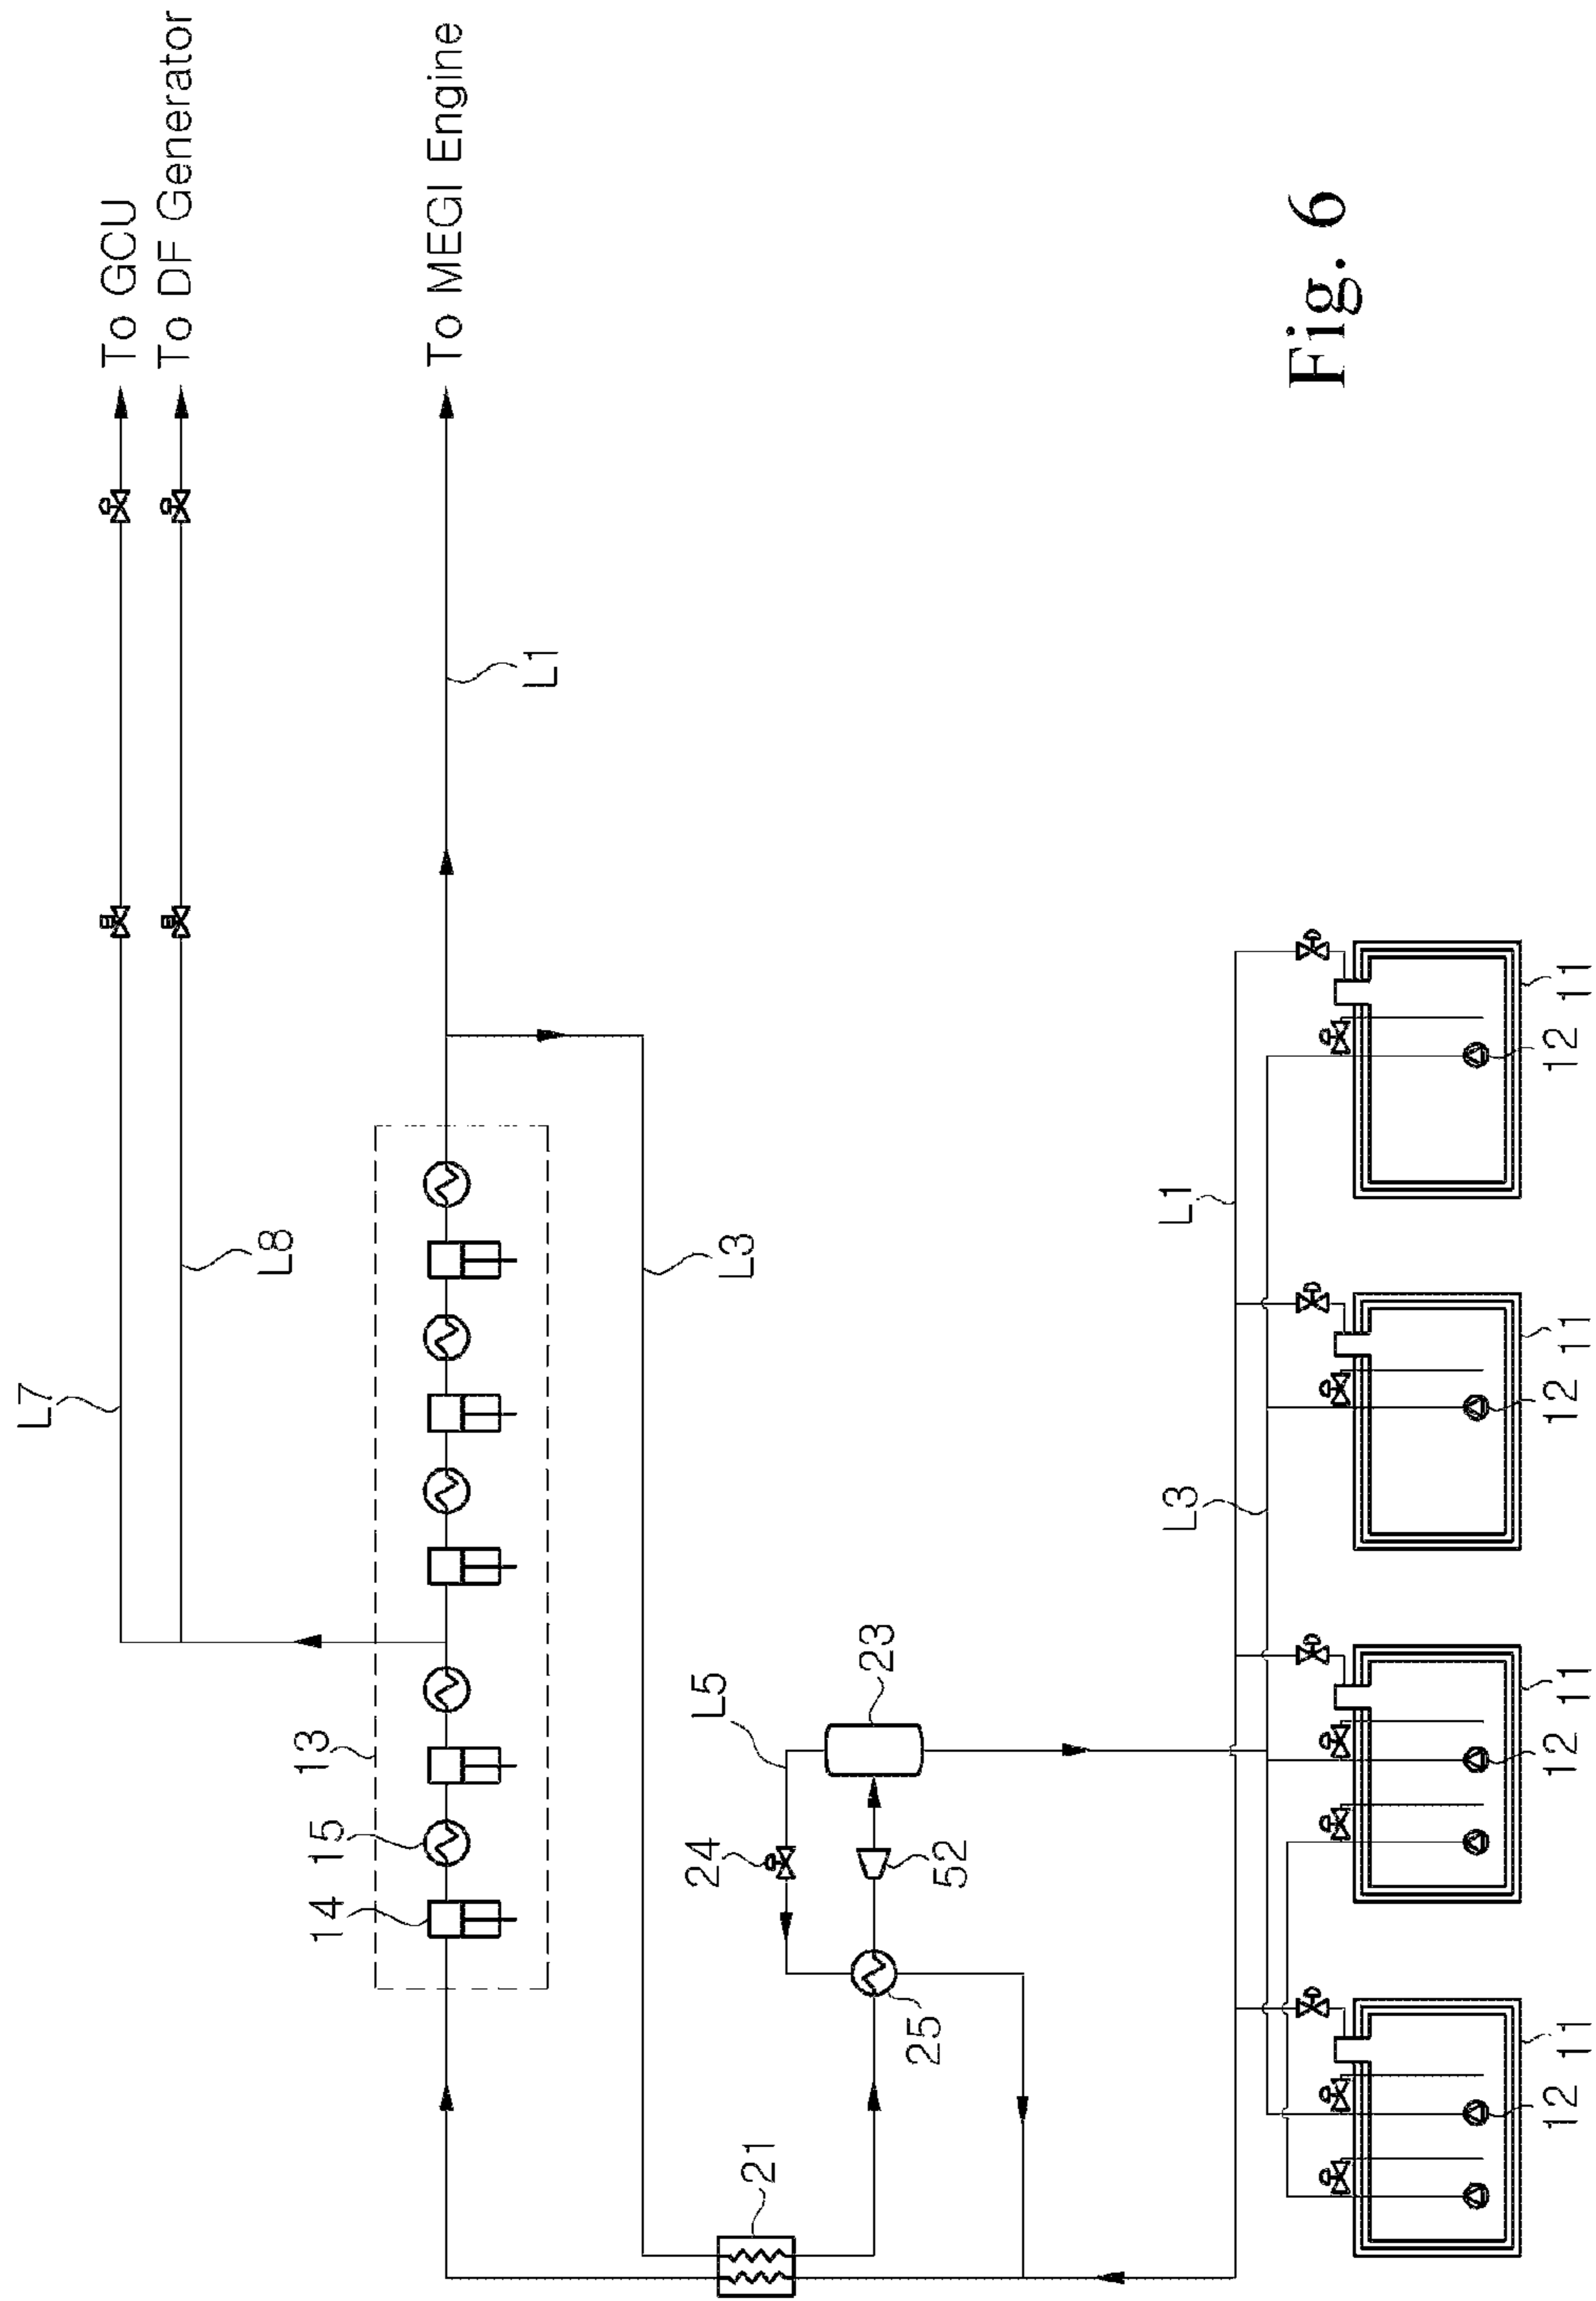 To GCU
To DF Generator
To MEGI Engine
L7
L8
L1
13
15
14
L3
L5
23
24
52
25
21
L1
L3
11
12
11
12
11
12
11
12
Fig. 6